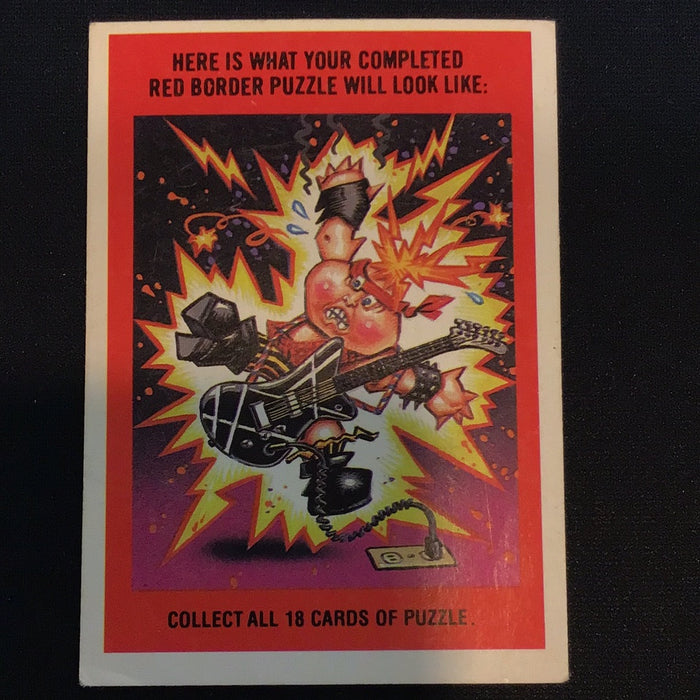 HERE IS WHAT YOUR COMPLETED
RED BORDER PUZZLE WILL LOOK LIKE:
COLLECT ALL 18 CARDS OF PUZZLE.